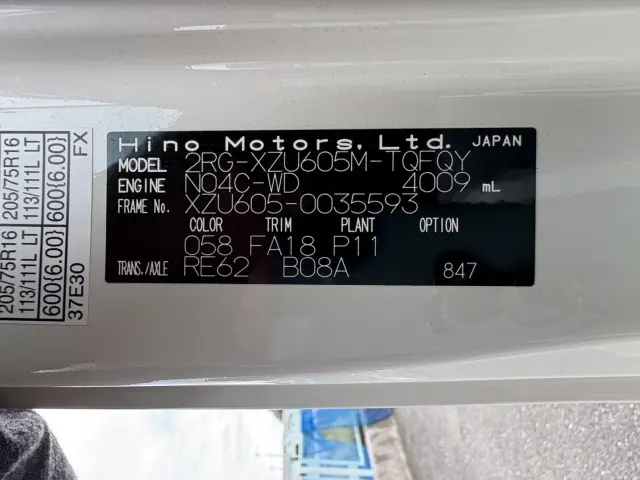 Hino Motors, Ltd. JAPAN
MODEL 2RG-XZU605M-TQFQY
ENGINE N04C-WD 4009 mL
FRAME No. XZU605-0035593
COLOR TRIM PLANT OPTION
058 FA18 P11
TRANS./AXLE RE62 B08A 847
205/75R16 205/75R16
113/111L LT 113/111L LT
600{6.00} 600{6.00}
37E30 FX